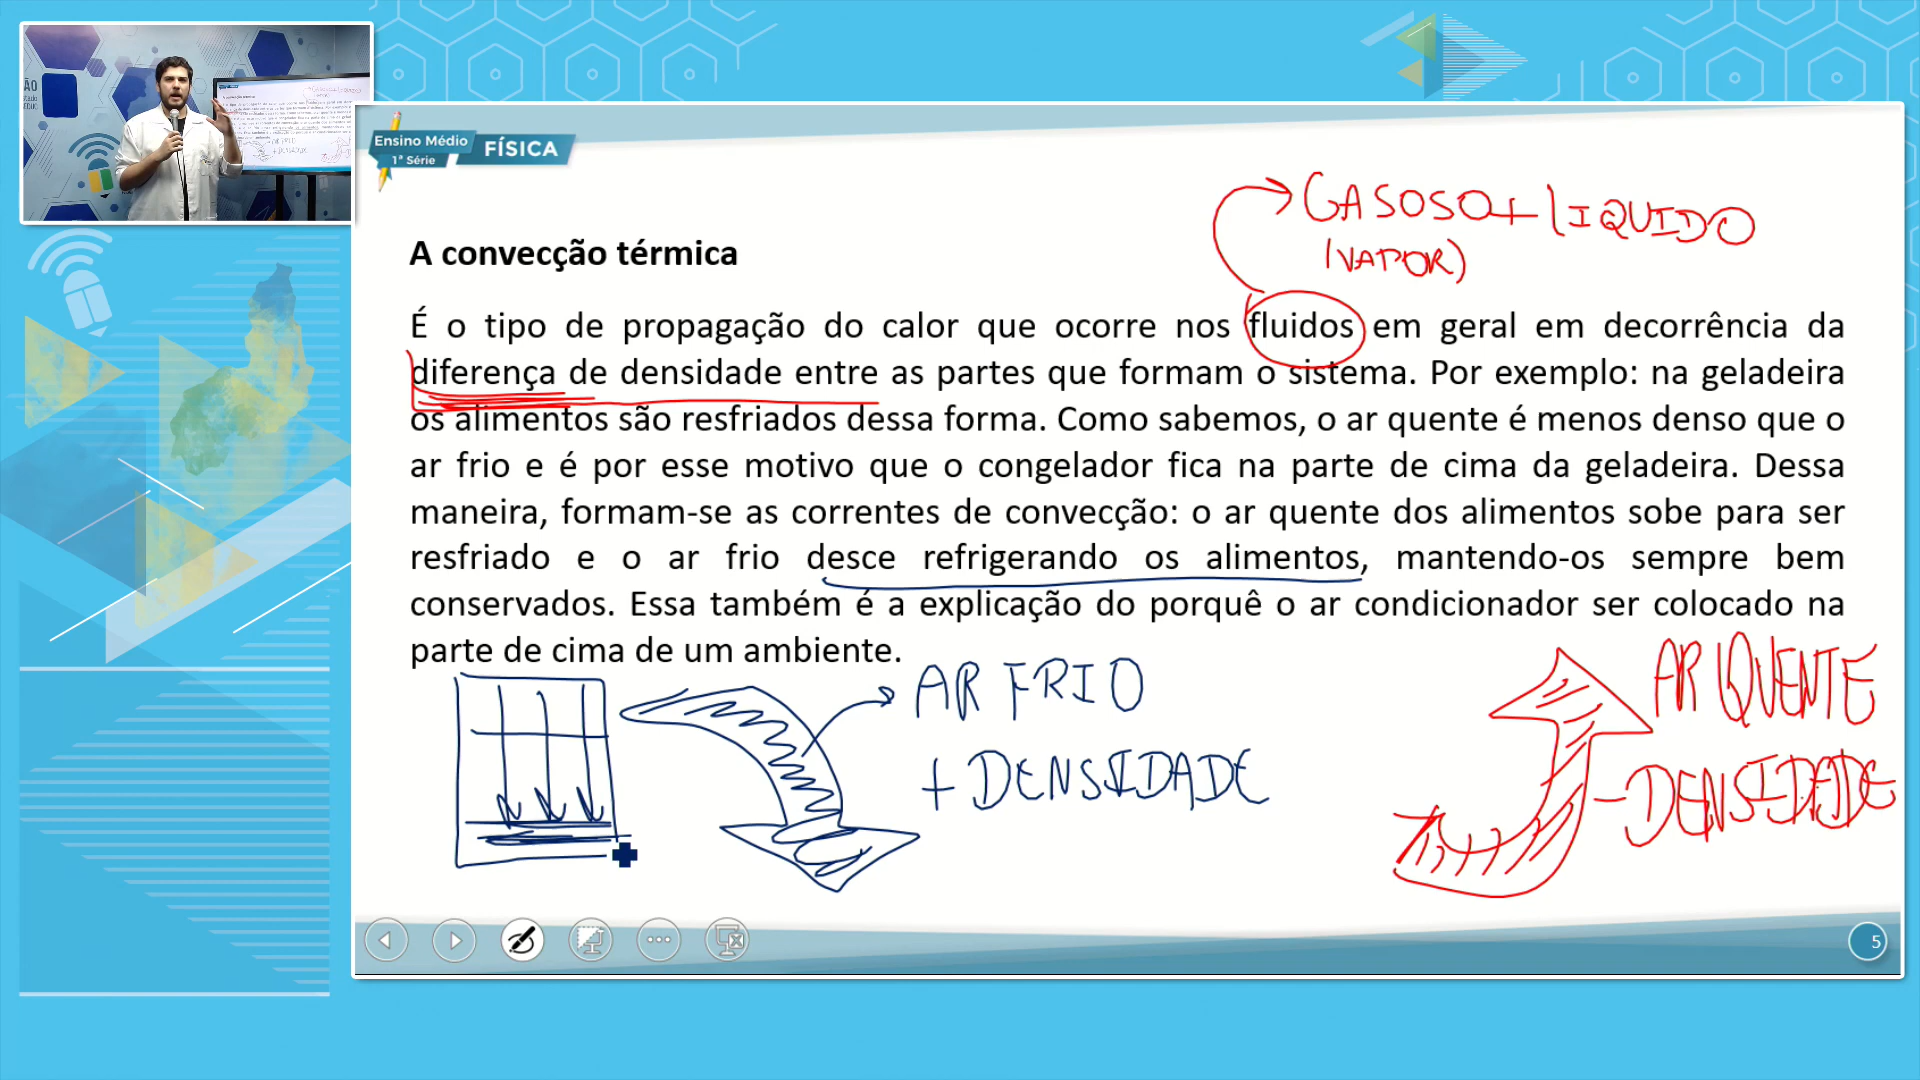 Ensino Médio
1ª Série
FÍSICA
GASOSO + LIQUIDO
(VAPOR)
A convecção térmica
É o tipo de propagação do calor que ocorre nos fluidos em geral em decorrência da
diferença de densidade entre as partes que formam o sistema. Por exemplo: na geladeira
os alimentos são resfriados dessa forma. Como sabemos, o ar quente é menos denso que o
ar frio e é por esse motivo que o congelador fica na parte de cima da geladeira. Dessa
maneira, formam-se as correntes de convecção: o ar quente dos alimentos sobe para ser
resfriado e o ar frio desce refrigerando os alimentos, mantendo-os sempre bem
conservados. Essa também é a explicação do porquê o ar condicionador ser colocado na
parte de cima de um ambiente.
AR FRIO
+ DENSIDADE
AR QUENTE
- DENSIDADE
5